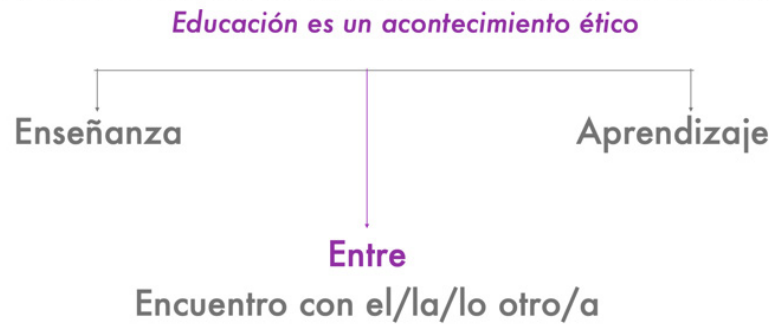 Educación es un acontecimiento ético
Enseñanza
Aprendizaje
Entre
Encuentro con el/la/lo otro/a